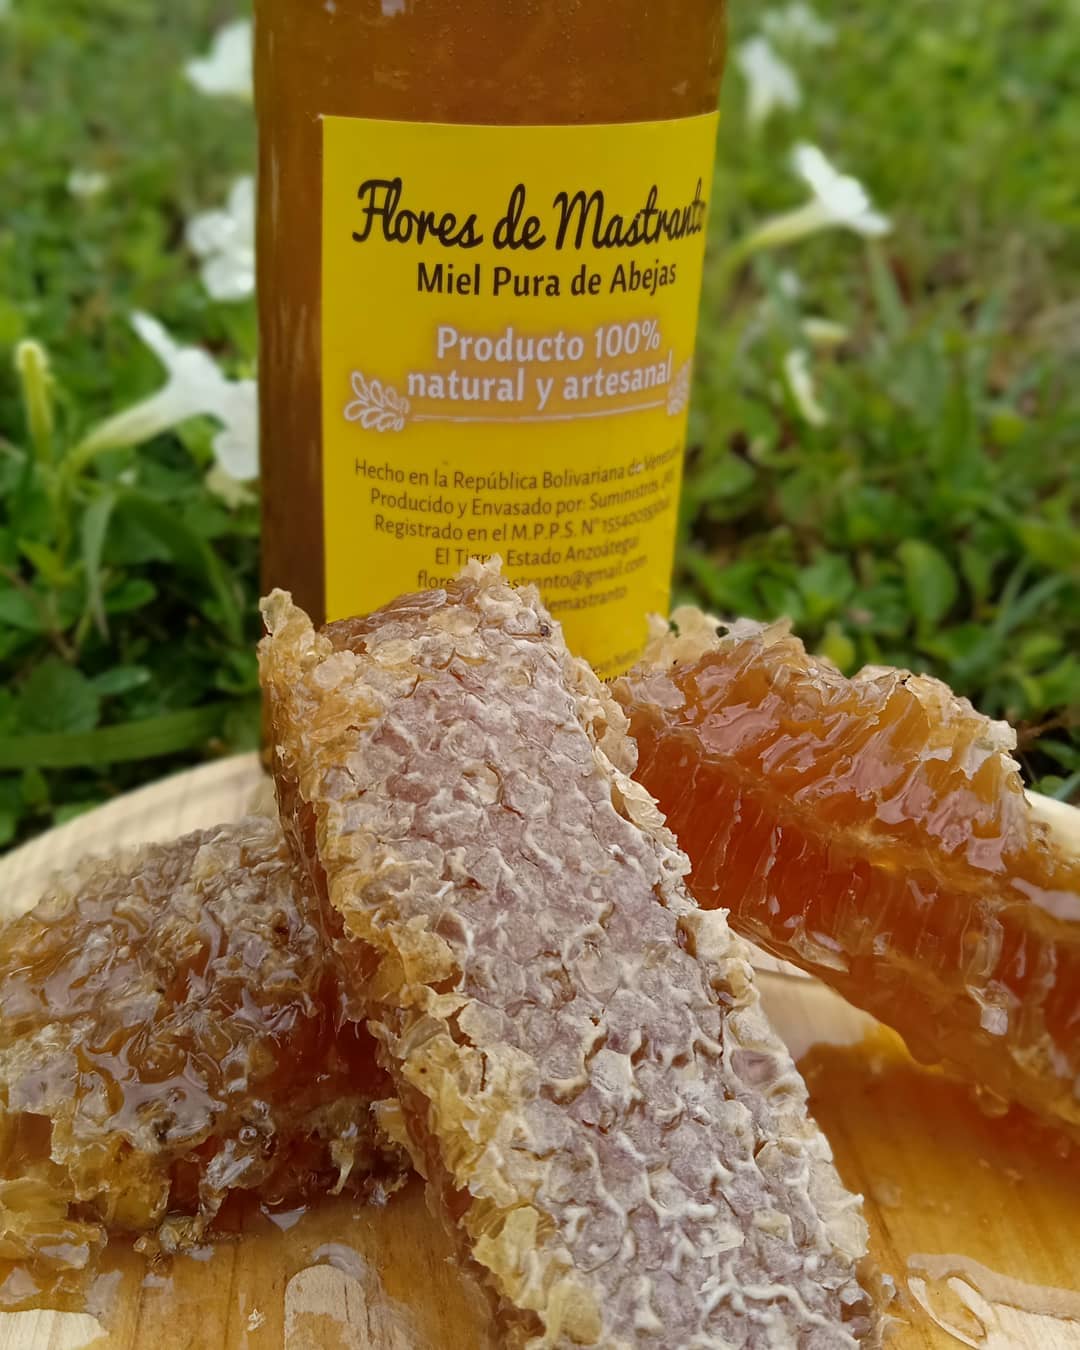 Flores de Mastranto
Miel Pura de Abejas
Producto 100%
natural y artesanal
Hecho en la República Bolivariana de
Producido y Envasado por: Suministros
Registrado en el M.P.P.S. N°
El Tigre Estado Anzoátegui